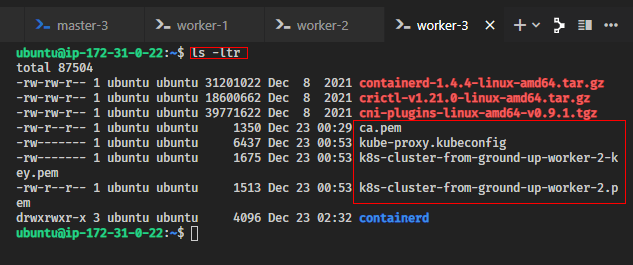 master-3 worker-1 worker-2 worker-3
ubuntu@ip-172-31-0-22:~$ ls -ltr
total 87504
-rw-rw-r-- 1 ubuntu ubuntu 31201022 Dec  8  2021 containerd-1.4.4-linux-amd64.tar.gz
-rw-rw-r-- 1 ubuntu ubuntu 18600662 Dec  8  2021 crictl-v1.21.0-linux-amd64.tar.gz
-rw-rw-r-- 1 ubuntu ubuntu 39771622 Dec  8  2021 cni-plugins-linux-amd64-v0.9.1.tgz
-rw-r--r-- 1 ubuntu ubuntu     1350 Dec 23 00:29 ca.pem
-rw------- 1 ubuntu ubuntu     6437 Dec 23 00:53 kube-proxy.kubeconfig
-rw------- 1 ubuntu ubuntu     1675 Dec 23 00:53 k8s-cluster-from-ground-up-worker-2-k
ey.pem
-rw-r--r-- 1 ubuntu ubuntu     1513 Dec 23 00:53 k8s-cluster-from-ground-up-worker-2.p
em
drwxrwxr-x 3 ubuntu ubuntu     4096 Dec 23 02:32 containerd
ubuntu@ip-172-31-0-22:~$